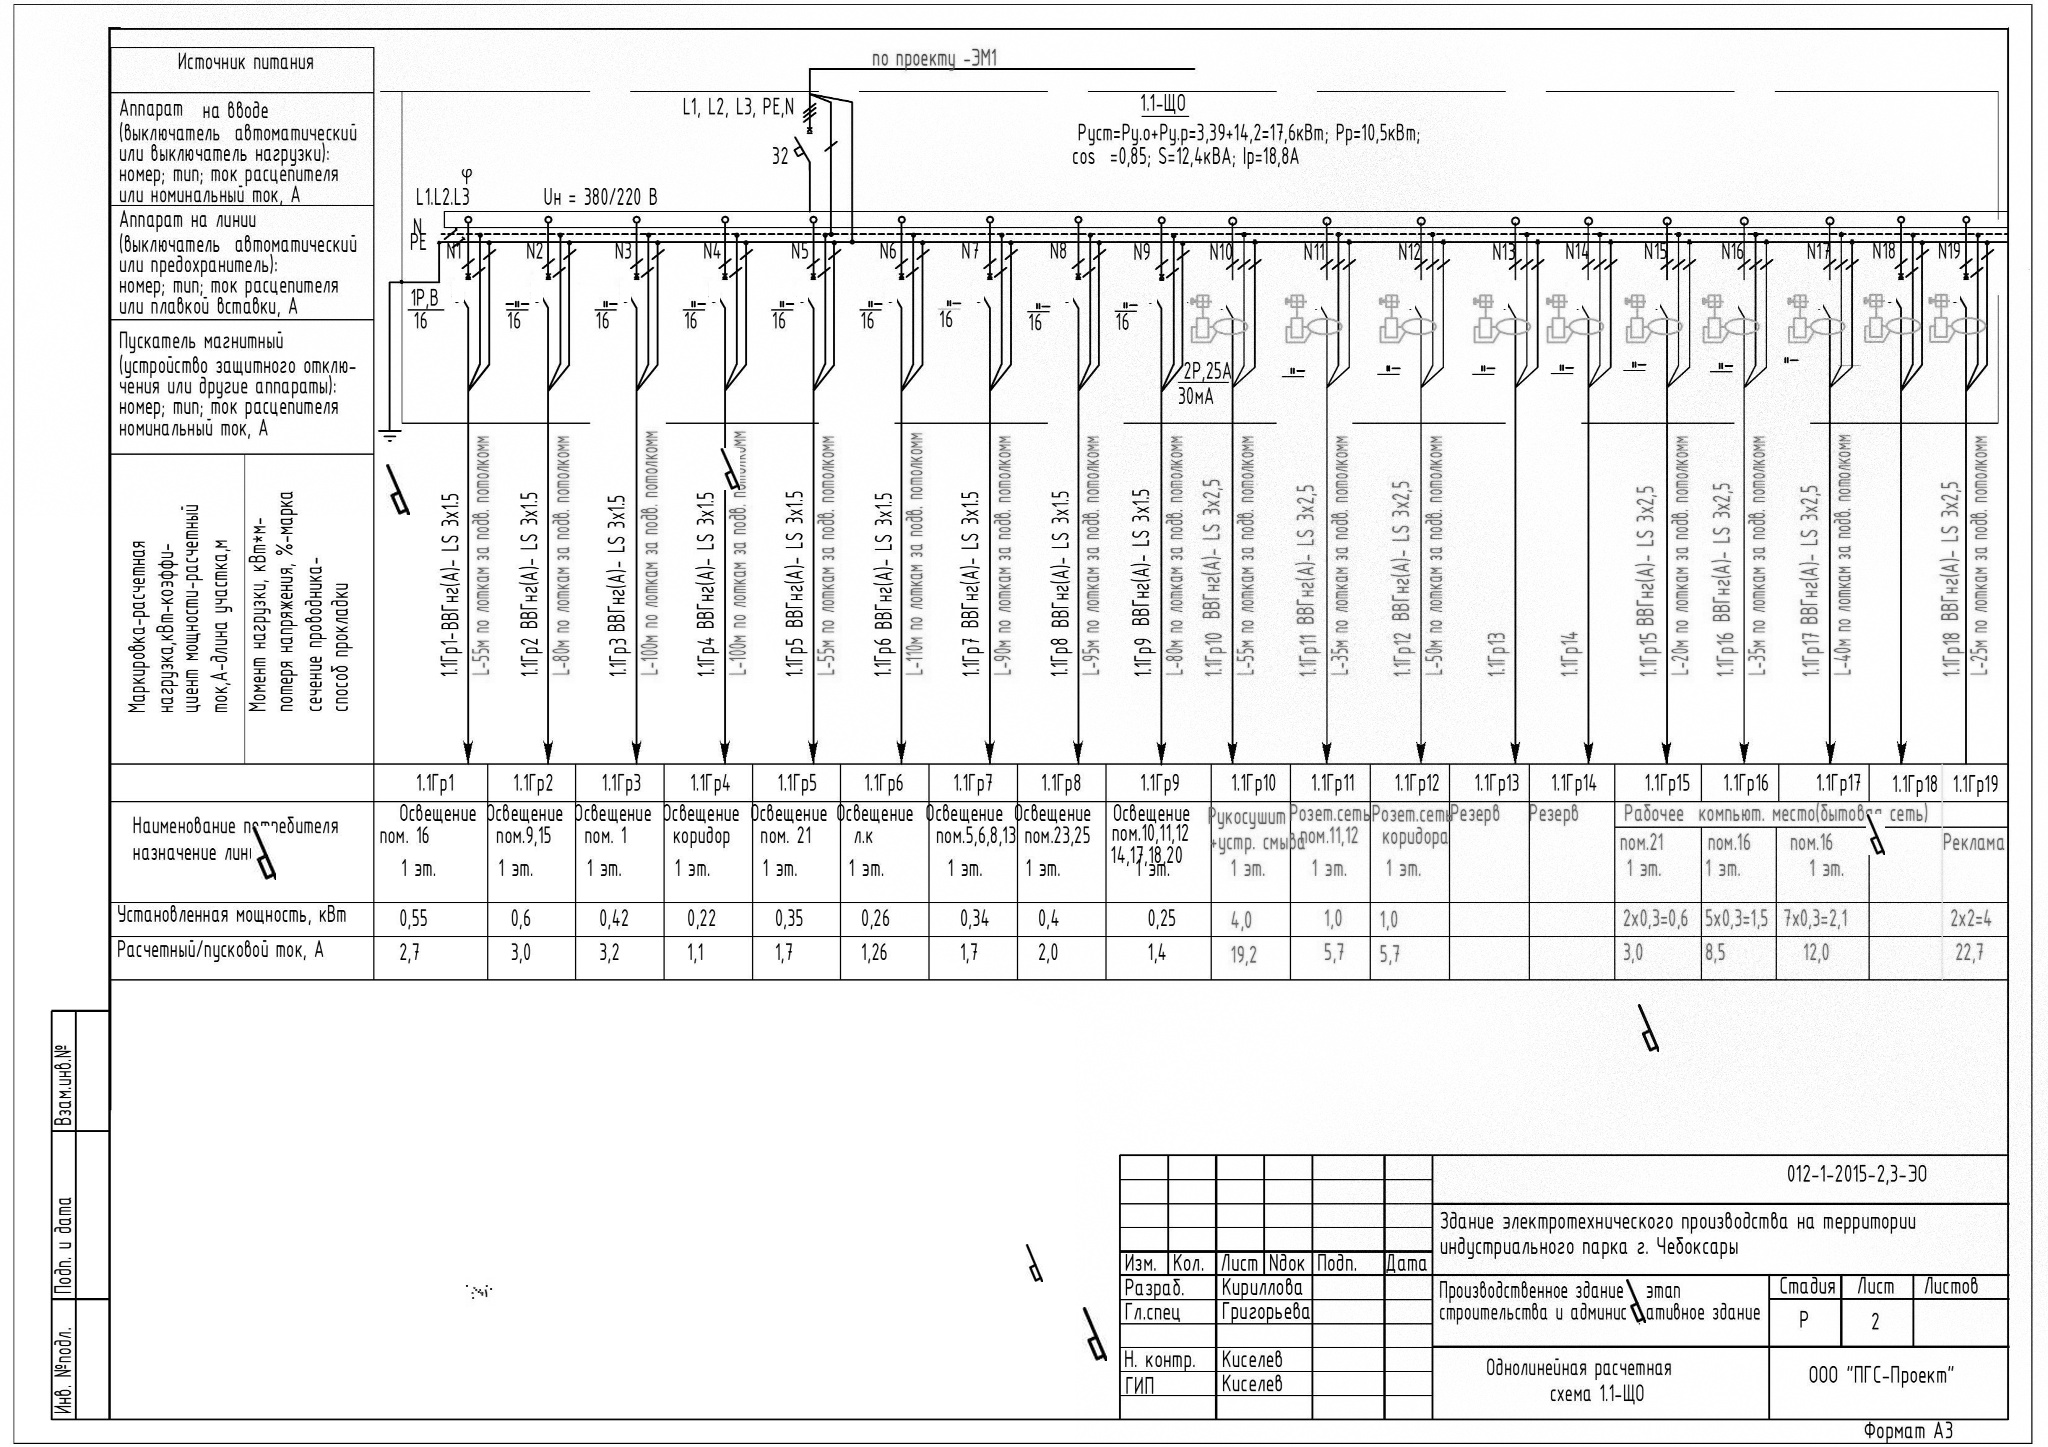 Источник питания
Аппарат на вводе
(выключатель автоматический
или выключатель нагрузки):
номер; тип; ток расцепителя
или номинальный ток, А
Аппарат на линии
(выключатель автоматический
или предохранитель):
номер; тип; ток расцепителя
или плавкой вставки, А
Пускатель магнитный
(устройство защитного отклю-
чения или другие аппараты):
номер; тип; ток расцепителя
номинальный ток, А
Маркировка-расчетная
нагрузка,кВт-коэффи-
циент мощности-расчетный
ток,А-длина участка,м
Момент нагрузки, кВт*м-
потеря напряжения, %-марка
сечение проводника-
способ прокладки
по проекту -ЭМ1
L1, L2, L3, PE,N
32
1.1-ЩО
Руст=Ру.о+Ру.р=3,39+14,2=17,6кВт; Рр=10,5кВт;
cos =0,85; S=12,4кВА; Iр=18,8А
φ
L1.L2.L3
Uн = 380/220 В
N
PE
N1 N2 N3 N4 N5 N6 N7 N8 N9 N10 N11 N12 N13 N14 N15 N16 N17 N18 N19
1P,B
16
"–
16
"–
16
"–
16
"–
16
"–
16
"–
16
"–
16
"–
16
2P,25A
30мА
"– "– "– "– "– "– "–
1.1Гр1-ВВГнг(А)- LS 3х1.5
L-55м по лоткам за подв. потолкомм
1.1Гр2 ВВГнг(А)- LS 3х1.5
L-80м по лоткам за подв. потолкомм
1.1Гр3 ВВГнг(А)- LS 3х1.5
L-100м по лоткам за подв. потолкомм
1.1Гр4 ВВГнг(А)- LS 3х1.5
L-100м по лоткам за подв. потолкомм
1.1Гр5 ВВГнг(А)- LS 3х1.5
L-55м по лоткам за подв. потолкомм
1.1Гр6 ВВГнг(А)- LS 3х1.5
L-110м по лоткам за подв. потолкомм
1.1Гр7 ВВГнг(А)- LS 3х1.5
L-90м по лоткам за подв. потолкомм
1.1Гр8 ВВГнг(А)- LS 3х1.5
L-95м по лоткам за подв. потолкомм
1.1Гр9 ВВГнг(А)- LS 3х1.5
L-80м по лоткам за подв. потолкомм
1.1Гр10 ВВГнг(А)- LS 3х2,5
L-55м по лоткам за подв. потолкомм
1.1Гр11 ВВГнг(А)- LS 3х2,5
L-35м по лоткам за подв. потолкомм
1.1Гр12 ВВГнг(А)- LS 3х2,5
L-50м по лоткам за подв. потолкомм
1.1Гр13
1.1Гр14
1.1Гр15 ВВГнг(А)- LS 3х2,5
L-20м по лоткам за подв. потолкомм
1.1Гр16 ВВГнг(А)- LS 3х2,5
L-35м по лоткам за подв. потолкомм
1.1Гр17 ВВГнг(А)- LS 3х2,5
L-40м по лоткам за подв. потолкомм
1.1Гр18 ВВГнг(А)- LS 3х2,5
L-25м по лоткам за подв. потолкомм
1.1Гр1 1.1Гр2 1.1Гр3 1.1Гр4 1.1Гр5 1.1Гр6 1.1Гр7 1.1Гр8 1.1Гр9 1.1Гр10 1.1Гр11 1.1Гр12 1.1Гр13 1.1Гр14 1.1Гр15 1.1Гр16 1.1Гр17 1.1Гр18 1.1Гр19
Наименование потребителя
назначение лин
Освещение
пом. 16
1 эт.
Освещение
пом.9,15
1 эт.
Освещение
пом. 1
1 эт.
Освещение
коридор
1 эт.
Освещение
пом. 21
1 эт.
Освещение
л.к
1 эт.
Освещение
пом.5,6,8,13
1 эт.
Освещение
пом.23,25
1 эт.
Освещение
пом.10,11,12
14,17,18,20
1 эт.
Рукосушит
+устр. смыва
1 эт.
Розет.сеть
пом.11,12
1 эт.
Розет.сеть
коридора
1 эт.
Резерв
Резерв
Рабочее компьют. место(бытовая сеть)
пом.21
1 эт.
пом.16
1 эт.
пом.16
1 эт.
Реклама
Установленная мощность, кВт 0,55 0,6 0,42 0,22 0,35 0,26 0,34 0,4 0,25 4,0 1,0 1,0 2х0,3=0,6 5х0,3=1,5 7х0,3=2,1 2х2=4
Расчетный/пусковой ток, А 2,7 3,0 3,2 1,1 1,7 1,26 1,7 2,0 1,4 19,2 5,7 5,7 3,0 8,5 12,0 22,7
Взам.инв.№
Подп. и дата
Инв. №подл.
012-1-2015-2,3-ЭО
Здание электротехнического производства на территории
индустриального парка г. Чебоксары
Изм. Кол. Лист Nдок Подп. Дата
Разраб. Кириллова
Гл.спец Григорьева
Н. контр. Киселев
ГИП Киселев
Производственное здание этап
строительства и админис ативное здание
Стадия Лист Листов
Р 2
Однолинейная расчетная
схема 1.1-ЩО
ООО "ПГС-Проект"
Формат А3